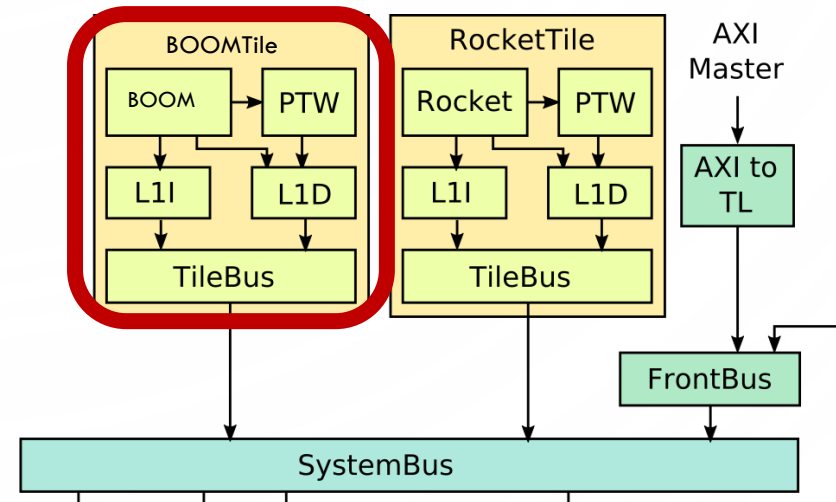 BOOMTile
BOOM
PTW
L1I
L1D
TileBus
RocketTile
Rocket
PTW
L1I
L1D
TileBus
AXI
Master
AXI to
TL
FrontBus
SystemBus